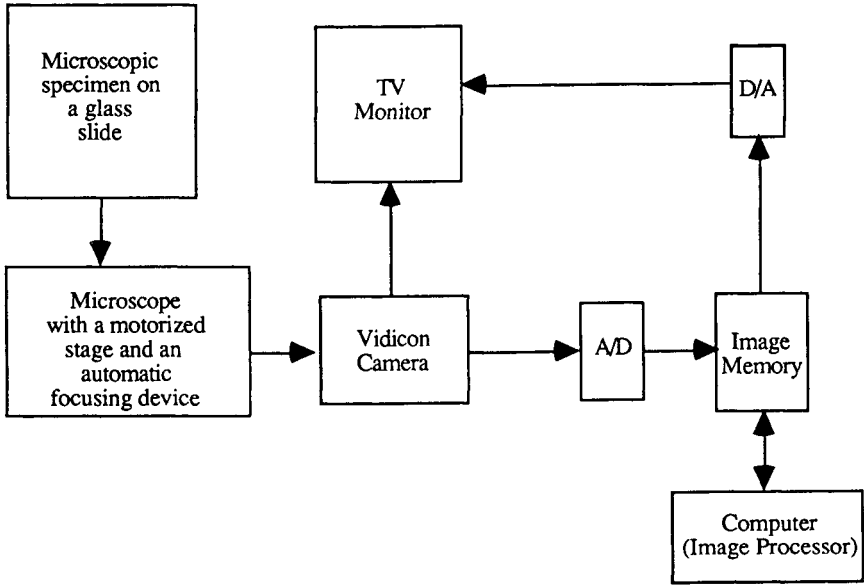 Microscopic
specimen on
a glass
slide
TV
Monitor
D/A
Microscope
with a motorized
stage and an
automatic
focusing device
Vidicon
Camera
A/D
Image
Memory
Computer
(Image Processor)